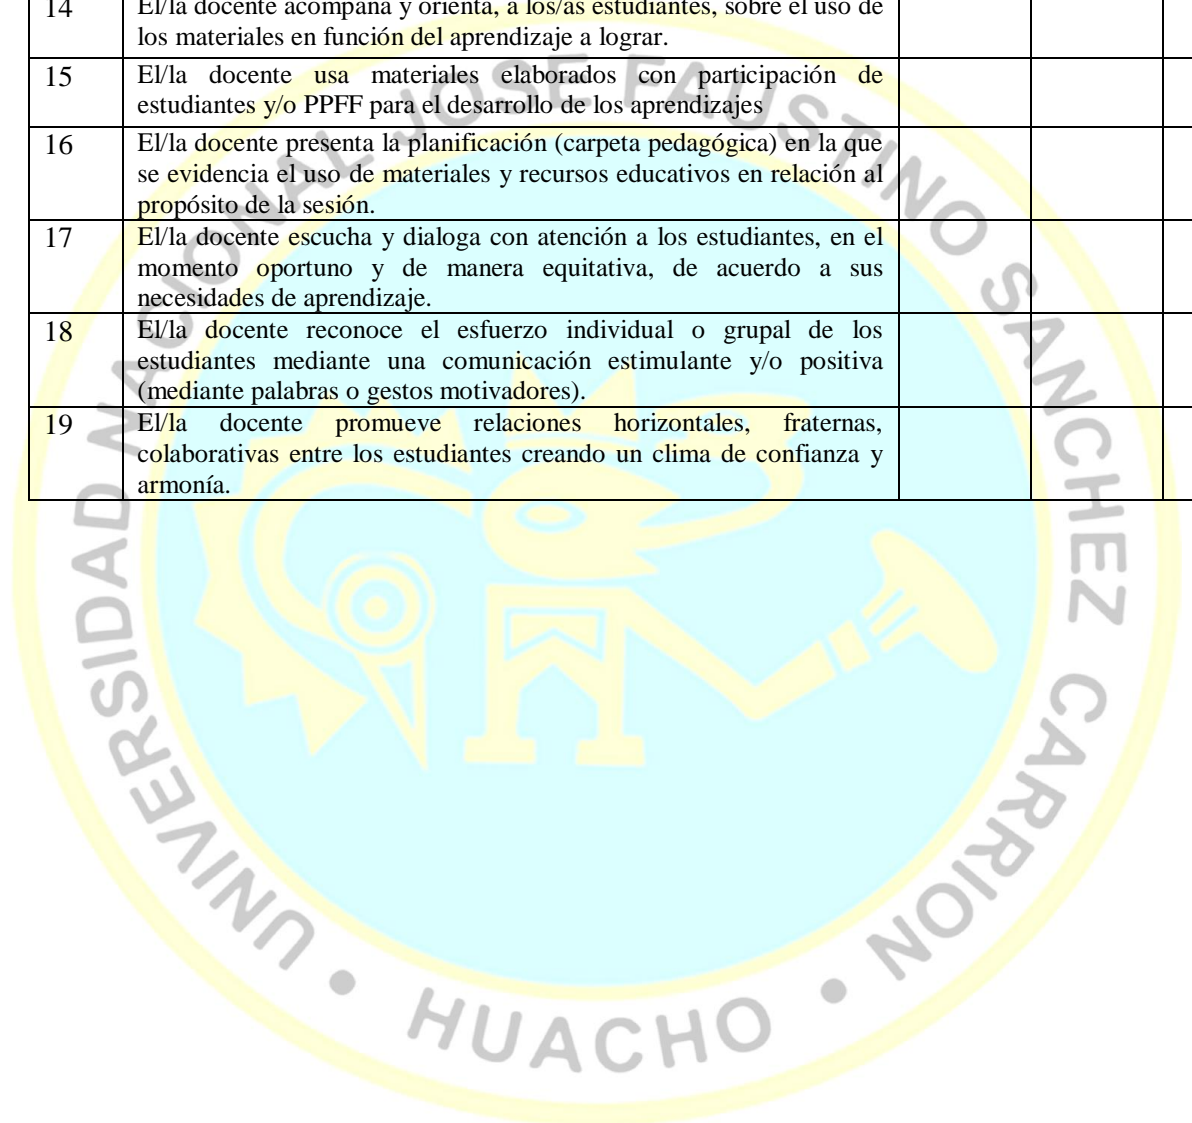 14 El/la docente acompaña y orienta, a los/as estudiantes, sobre el uso de
los materiales en función del aprendizaje a lograr.
15 El/la docente usa materiales elaborados con participación de
estudiantes y/o PPFF para el desarrollo de los aprendizajes
16 El/la docente presenta la planificación (carpeta pedagógica) en la que
se evidencia el uso de materiales y recursos educativos en relación al
propósito de la sesión.
17 El/la docente escucha y dialoga con atención a los estudiantes, en el
momento oportuno y de manera equitativa, de acuerdo a sus
necesidades de aprendizaje.
18 El/la docente reconoce el esfuerzo individual o grupal de los
estudiantes mediante una comunicación estimulante y/o positiva
(mediante palabras o gestos motivadores).
19 El/la docente promueve relaciones horizontales, fraternas,
colaborativas entre los estudiantes creando un clima de confianza y
armonía.
UNIVERSIDAD NACIONAL JOSE FAUSTINO SANCHEZ CARRION
• HUACHO •